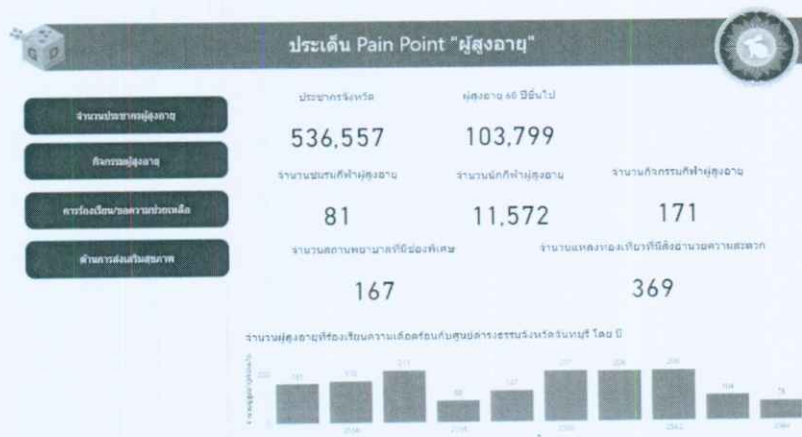 ประเด็น Pain Point "ผู้สูงอายุ"
G D
จำนวนประชากรผู้สูงอายุ
กิจกรรมผู้สูงอายุ
การร้องเรียน/ขอความช่วยเหลือ
ด้านการส่งเสริมสุขภาพ
ประชากรจังหวัด
ผู้สูงอายุ 60 ปีขึ้นไป
536,557
103,799
จำนวนชมรมกีฬาผู้สูงอายุ
จำนวนนักกีฬาผู้สูงอายุ
จำนวนกิจกรรมกีฬาผู้สูงอายุ
81
11,572
171
จำนวนสถานพยาบาลที่มีช่องพิเศษ
จำนวนแหล่งท่องเที่ยวที่มีสิ่งอำนวยความสะดวก
167
369
จำนวนผู้สูงอายุที่ร้องเรียนความเดือดร้อนกับศูนย์ดำรงธรรมจังหวัดจันทบุรี โดย ปี
200
0